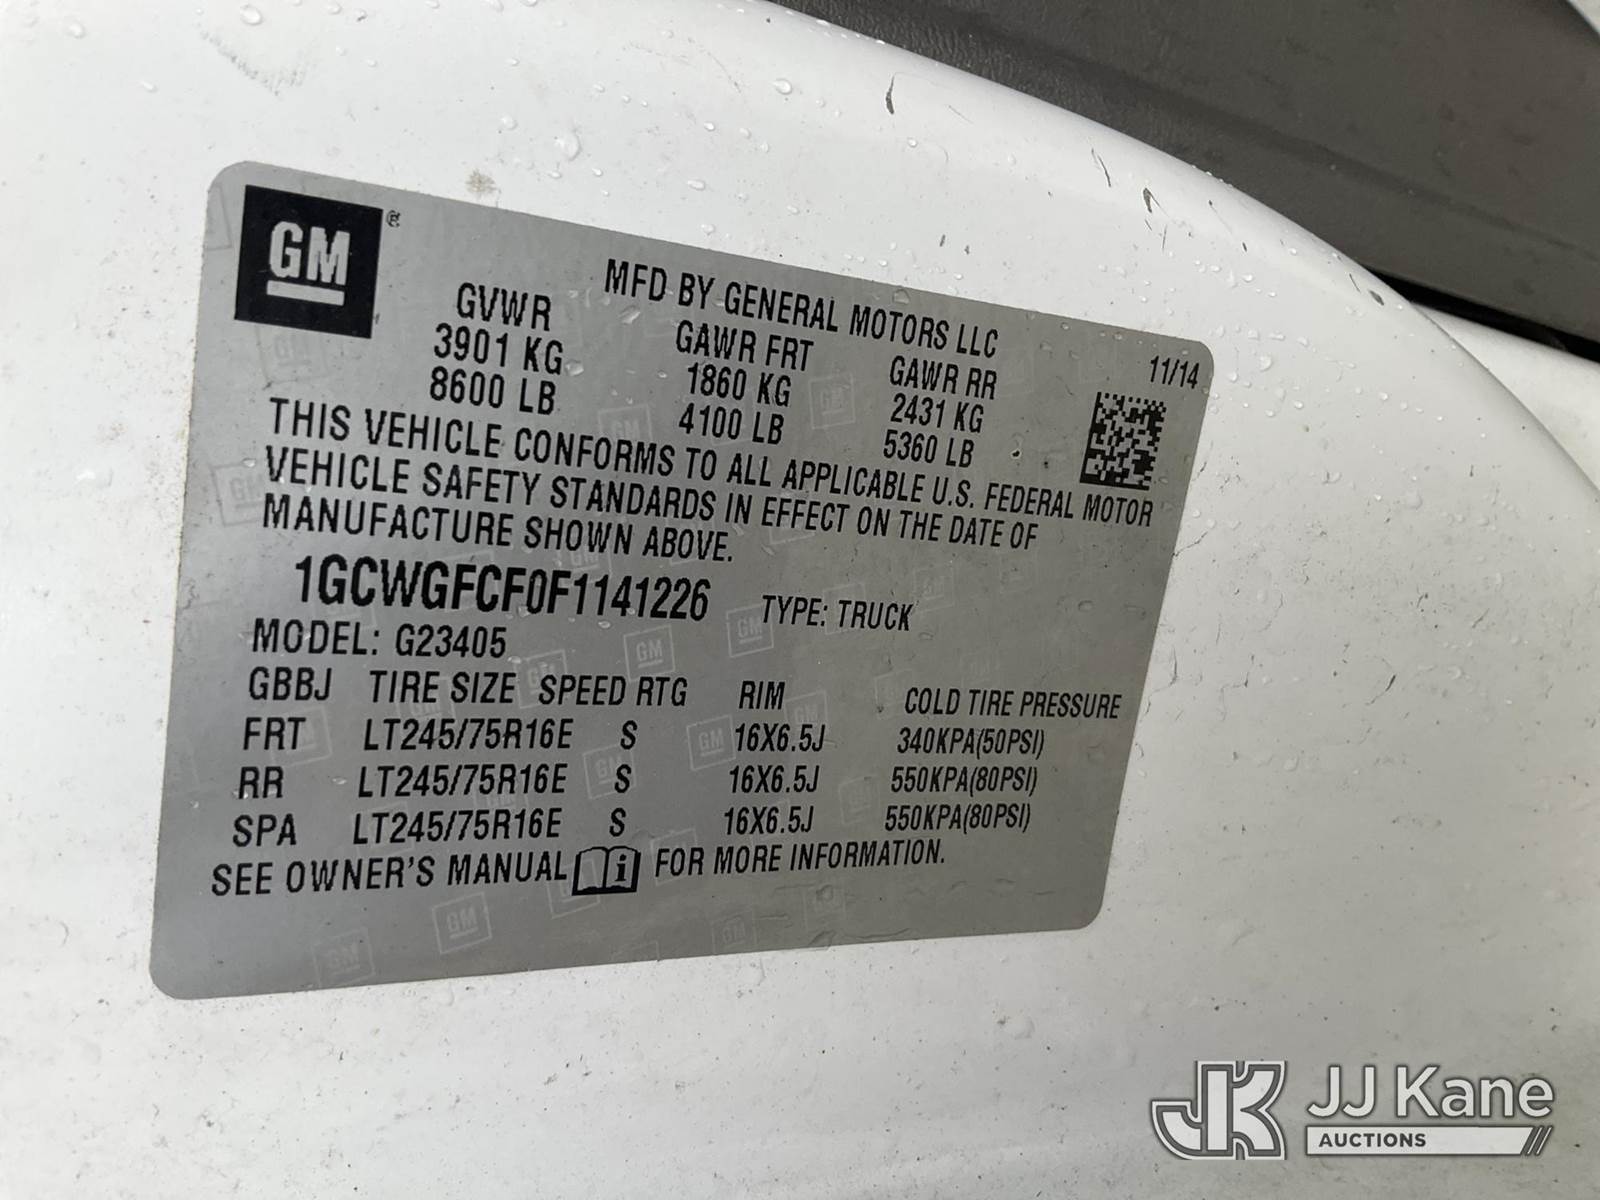 GM ®
MFD BY GENERAL MOTORS LLC
11/14
GVWR GAWR FRT GAWR RR
3901 KG 1860 KG 2431 KG
8600 LB 4100 LB 5360 LB
THIS VEHICLE CONFORMS TO ALL APPLICABLE U.S. FEDERAL MOTOR
VEHICLE SAFETY STANDARDS IN EFFECT ON THE DATE OF
MANUFACTURE SHOWN ABOVE.
1GCWGFCF0F1141226 TYPE: TRUCK
MODEL: G23405
GBBJ TIRE SIZE SPEED RTG RIM COLD TIRE PRESSURE
FRT LT245/75R16E S 16X6.5J 340KPA(50PSI)
RR LT245/75R16E S 16X6.5J 550KPA(80PSI)
SPA LT245/75R16E S 16X6.5J 550KPA(80PSI)
SEE OWNER'S MANUAL i FOR MORE INFORMATION.
JK JJ Kane
AUCTIONS